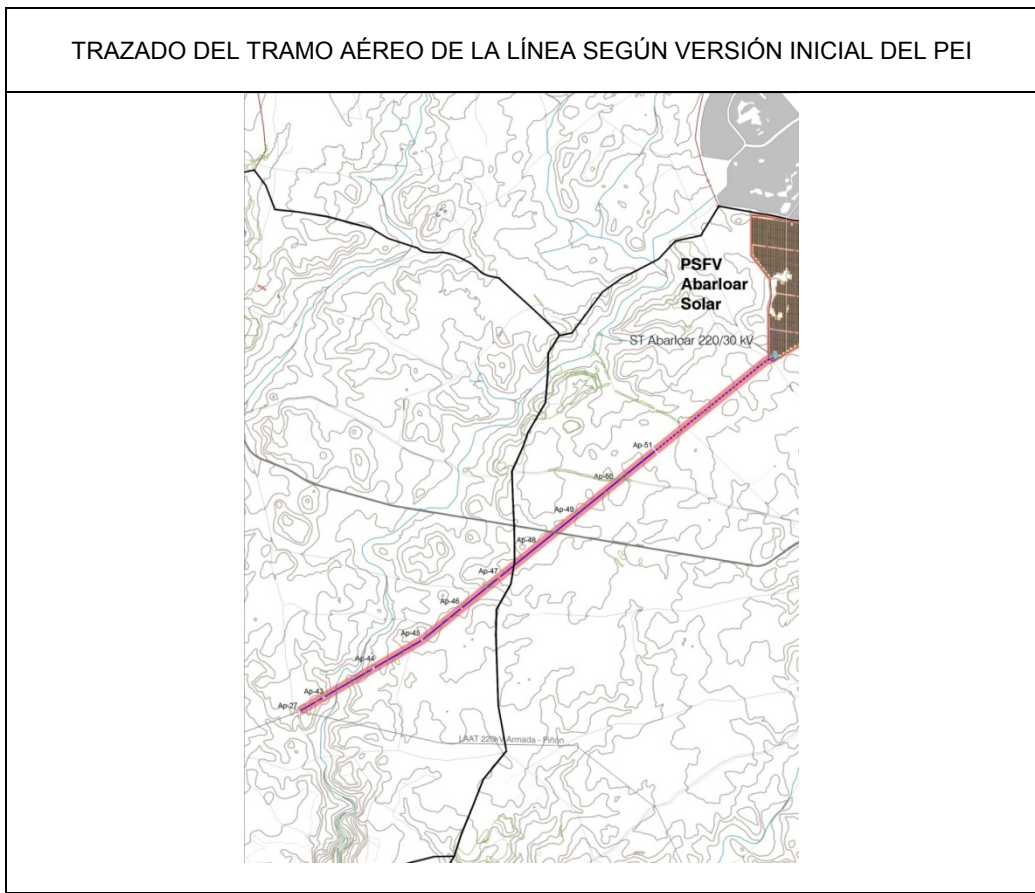 TRAZADO DEL TRAMO AÉREO DE LA LÍNEA SEGÚN VERSIÓN INICIAL DEL PEI
PSFV
Abarloar
Solar
ST Abarloar 220/30 kV
Ap-51
Ap-50
Ap-49
Ap-48
Ap-47
Ap-46
Ap-45
Ap-44
Ap-43
Ap-27
LAAT 220kV Armada - Piñón